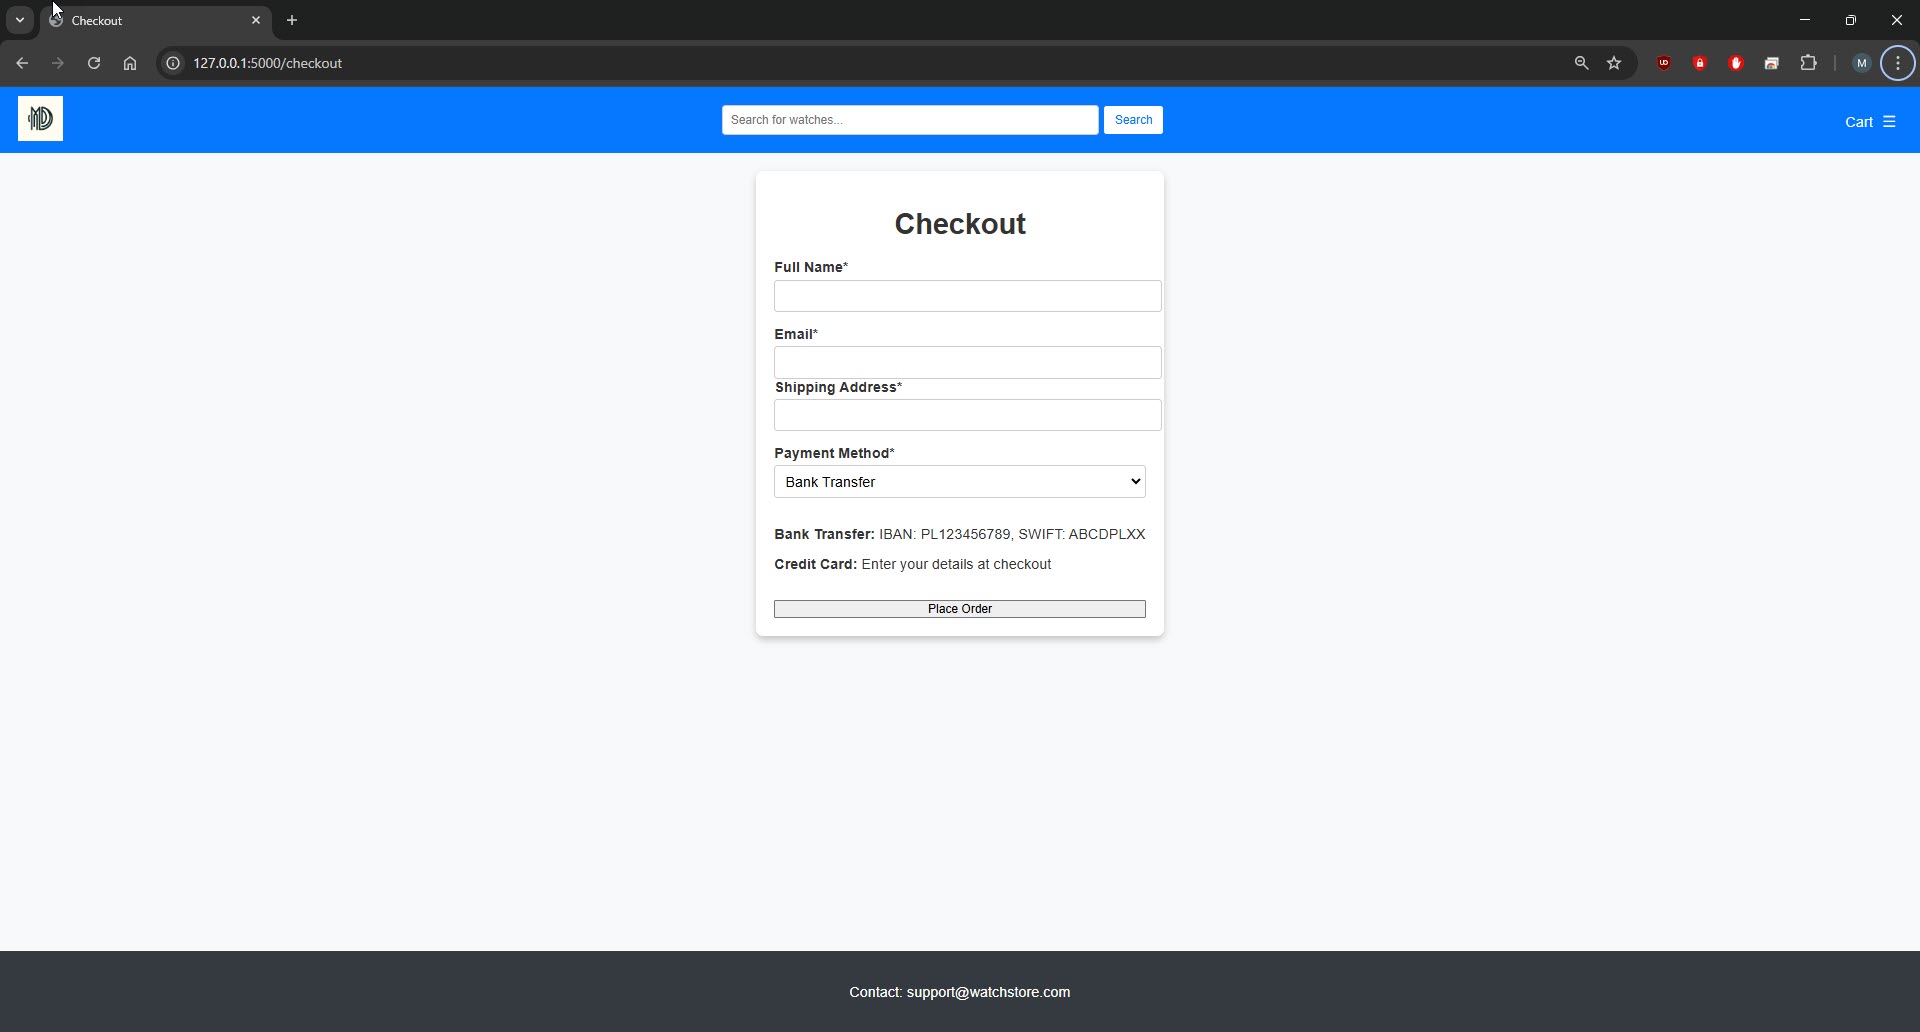 Checkout
127.0.0.1:5000/checkout
M
MD
Search for watches...
Search
Cart
Checkout
Full Name*
Email*
Shipping Address*
Payment Method*
Bank Transfer
Bank Transfer: IBAN: PL123456789, SWIFT: ABCDPLXX
Credit Card: Enter your details at checkout
Place Order
Contact: support@watchstore.com